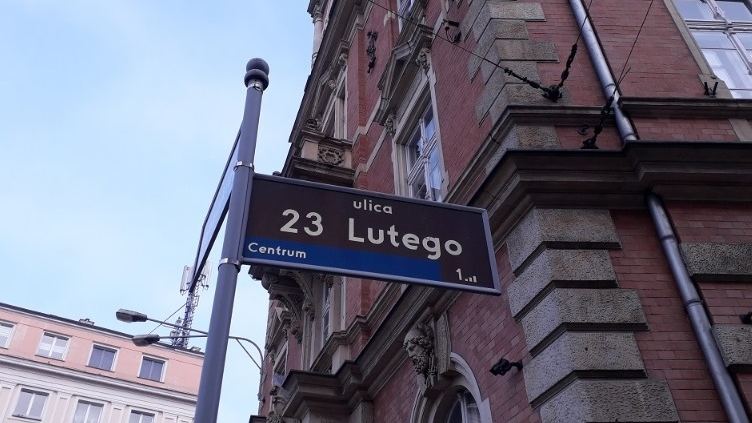 ulica
23 Lutego
Centrum
1